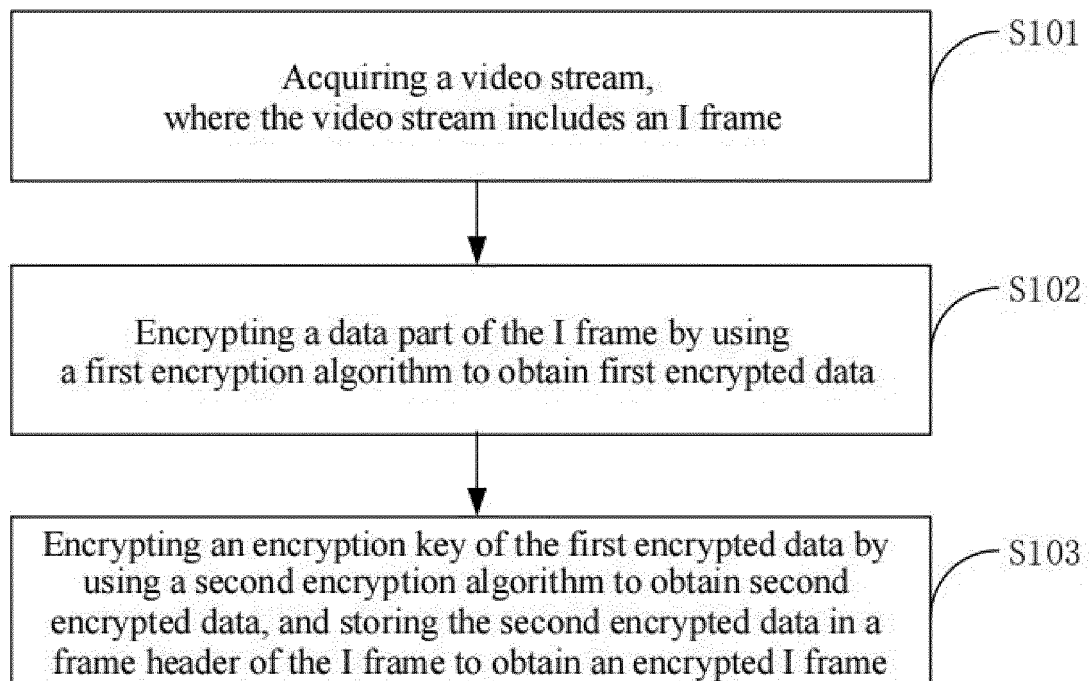 S101
Acquiring a video stream,
where the video stream includes an I frame
S102
Encrypting a data part of the I frame by using
a first encryption algorithm to obtain first encrypted data
S103
Encrypting an encryption key of the first encrypted data by
using a second encryption algorithm to obtain second
encrypted data, and storing the second encrypted data in a
frame header of the I frame to obtain an encrypted I frame